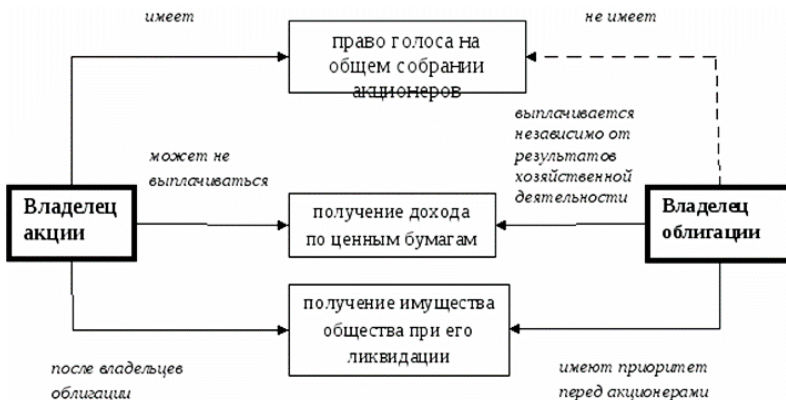 имеет
не имеет
право голоса на
общем собрании
акционеров
выплачивается
независимо от
результатов
хозяйственной
деятельности
может не
выплачиваться
Владелец
акции
получение дохода
по ценным бумагам
Владелец
облигации
получение имущества
общества при его
ликвидации
после владельцев
облигации
имеют приоритет
перед акционерами